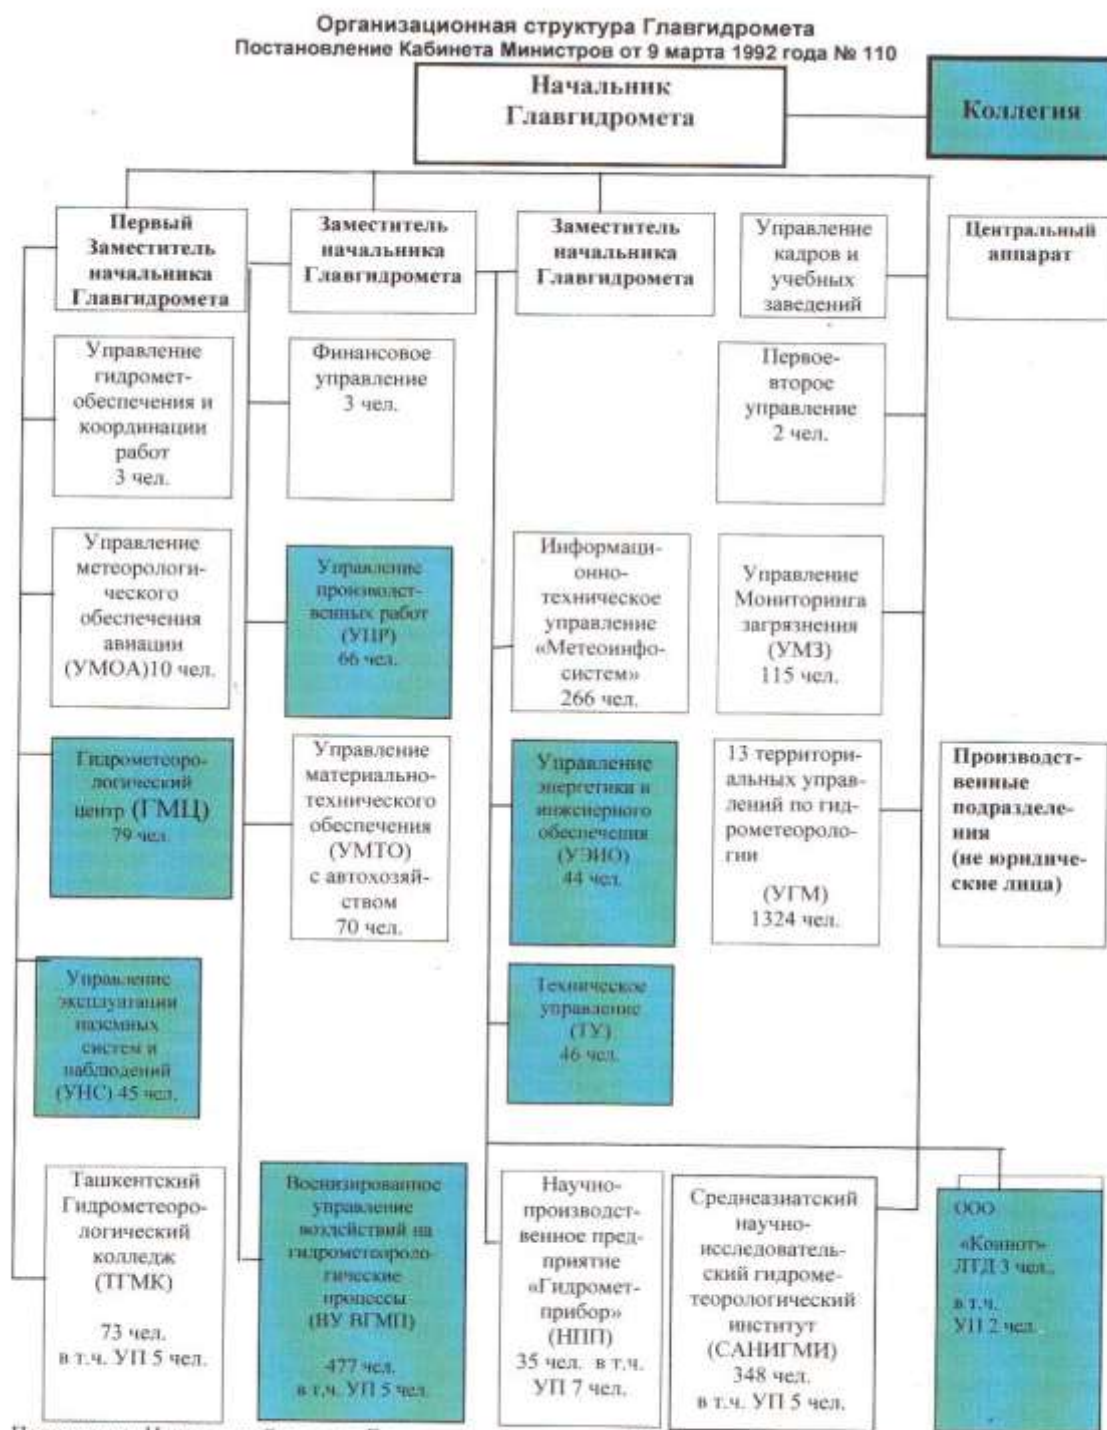 Организационная структура Главгидромета
Постановление Кабинета Министров от 9 марта 1992 года № 110
Начальник
Главгидромета
Коллегия
Первый
Заместитель
начальника
Главгидромета
Заместитель
начальника
Главгидромета
Заместитель
начальника
Главгидромета
Управление
кадров и
учебных
заведений
Центральный
аппарат
Управление
гидромет-
обеспечения и
координации
работ
3 чел.
Финансовое
управление
3 чел.
Первое-
второе
управление
2 чел.
Управление
метеорологи-
ческого
обеспечения
авиации
(УМОА)10 чел.
Управление
производст-
венных работ
(УПР)
66 чел.
Информаци-
онно-
техническое
управление
«Метеоинфо-
систем»
266 чел.
Управление
Мониторинга
загрязнения
(УМЗ)
115 чел.
Гидрометеоро-
логический
центр (ГМЦ)
79 чел.
Управление
материально-
технического
обеспечения
(УМТО)
с автохозяй-
ством
70 чел.
Управление
энергетики и
инженерного
обеспечения
(УЭИО)
44 чел.
13 территори-
альных управ-
лений по гид-
рометеороло-
гии
(УГМ)
1324 чел.
Производст-
венные
подразделе-
ния
(не юридиче-
ские лица)
Управление
эксплуатации
наземных
систем и
наблюдений
(УНС) 45 чел.
Техническое
управление
(ТУ)
46 чел.
Ташкентский
Гидрометеоро-
логический
колледж
(ТГМК)
73 чел.
в т.ч. УП 5 чел.
Военизированное
управление
воздействий на
гидрометеороло-
гические
процессы
(ВУ ВГМП)
477 чел.
в т.ч. УП 5 чел.
Научно-
производст-
венное пред-
приятие
«Гидромет-
прибор»
(НПП)
35 чел. в т.ч.
УП 7 чел.
Среднеазиатский
научно-
исследователь-
ский гидроме-
теорологический
институт
(САНИГМИ)
348 чел.
в т.ч. УП 5 чел.
ООО
«Коинот»
ЛТД 3 чел.,
в т.ч.
УП 2 чел.